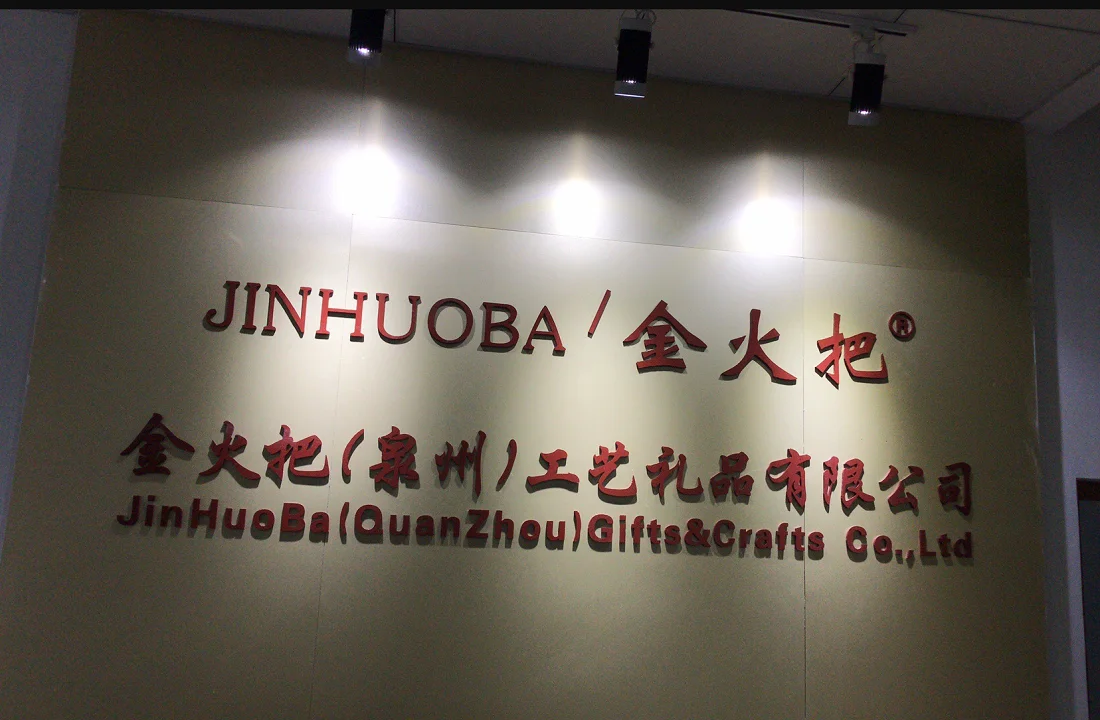 JINHUOBA / 金火把®
金火把(泉州)工艺礼品有限公司
JinHuoBa(QuanZhou)Gifts&Crafts Co.,Ltd